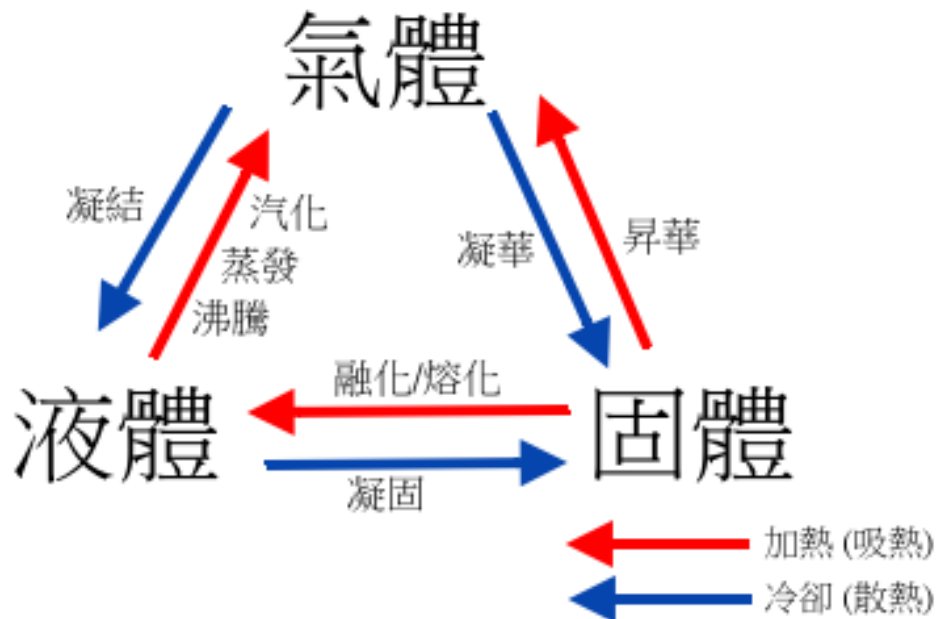 氣體
凝結
汽化
蒸發
沸騰
凝華
昇華
融化/熔化
液體
固體
凝固
加熱 (吸熱)
冷卻 (散熱)